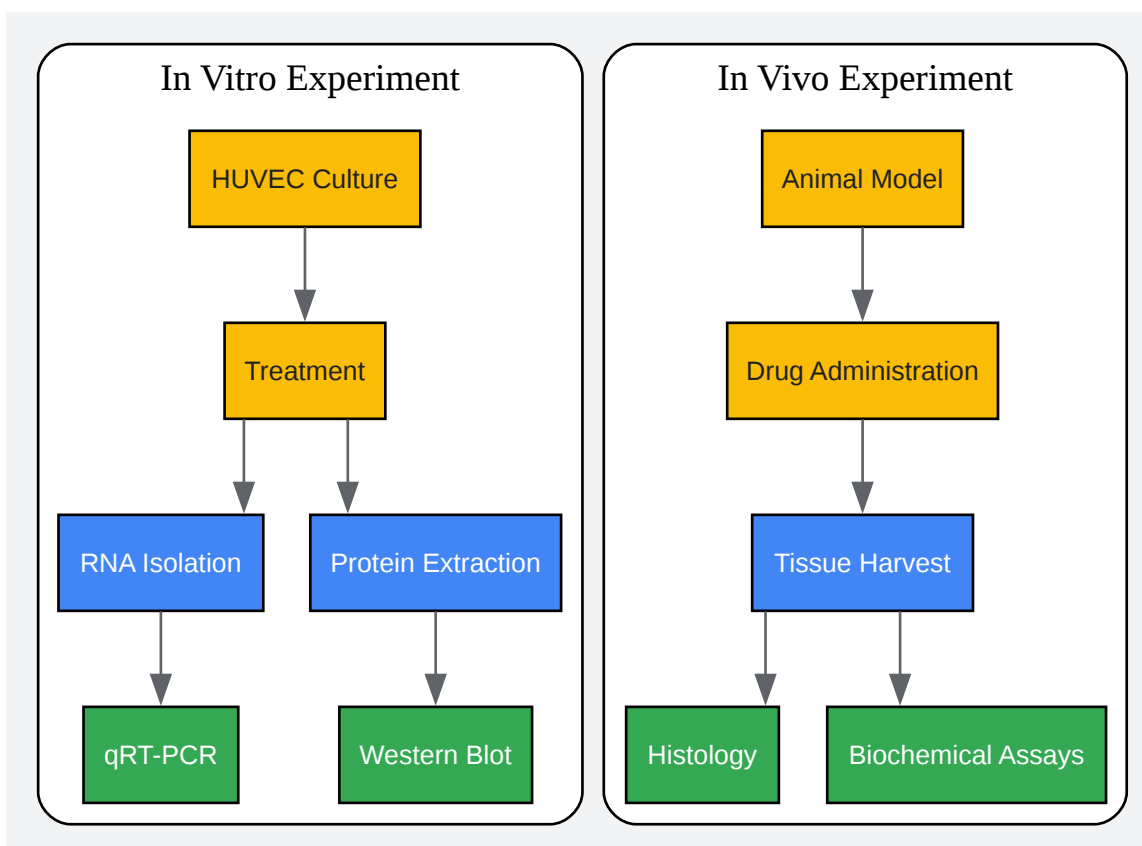 In Vitro Experiment
HUVEC Culture
Treatment
RNA Isolation
Protein Extraction
qRT-PCR
Western Blot
In Vivo Experiment
Animal Model
Drug Administration
Tissue Harvest
Histology
Biochemical Assays